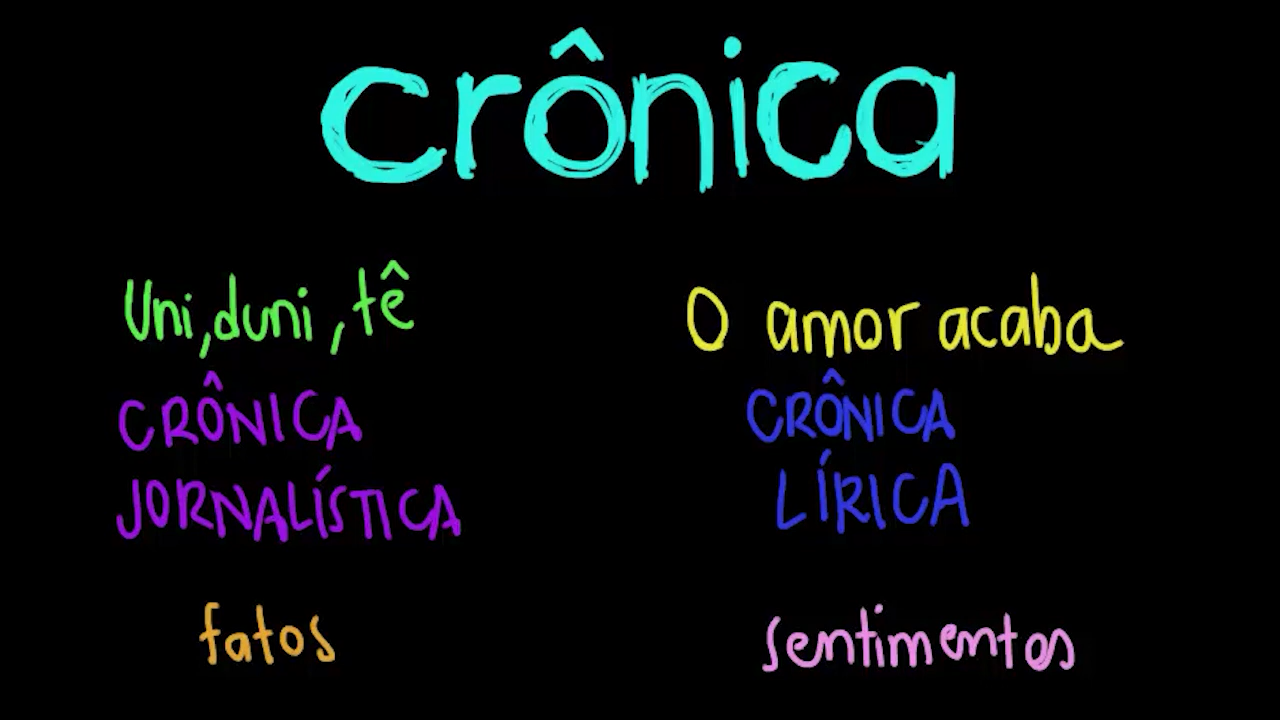 crônica
Uni, duni, tê
CRÔNICA
JORNALÍSTICA
fatos
O amor acaba
CRÔNICA
LÍRICA
sentimentos